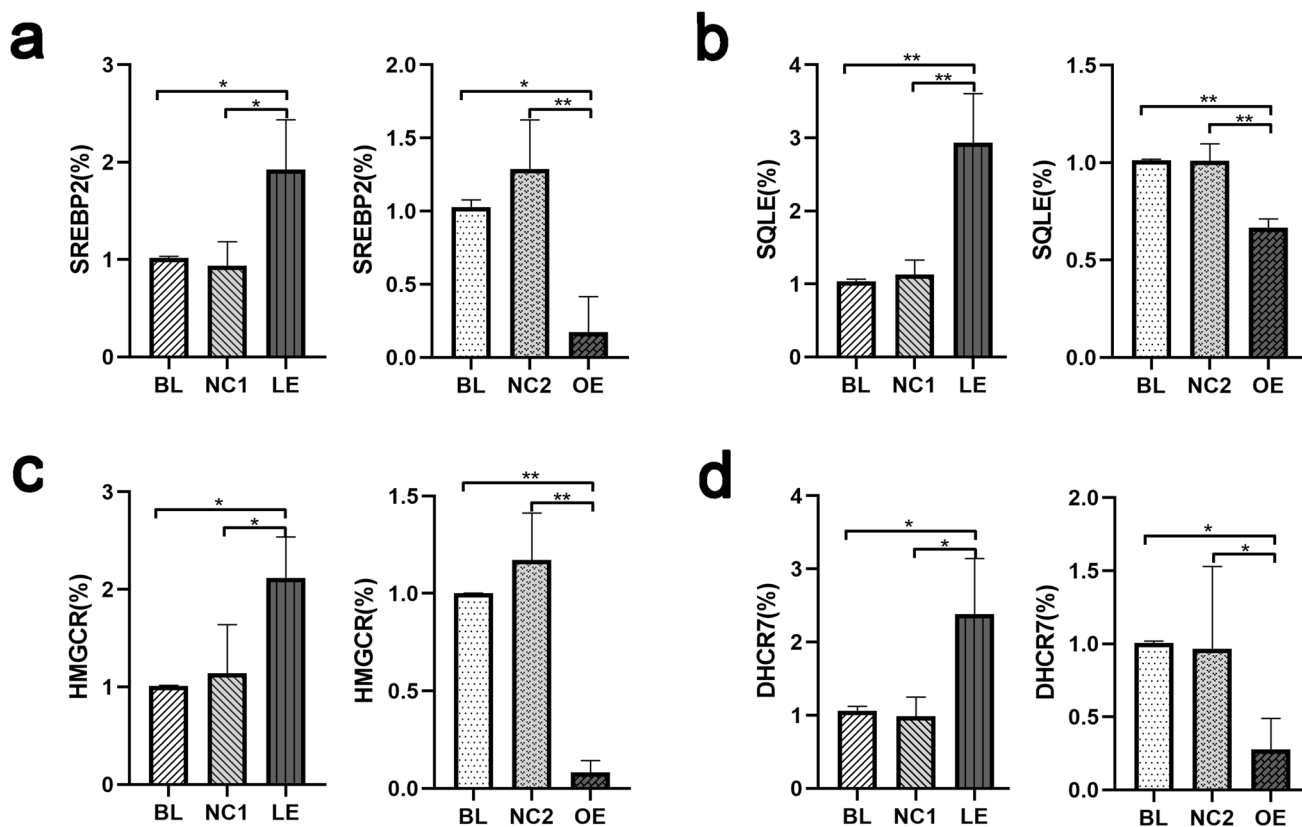 a
SREBP2(%)
3
2
1
0
*
*
BL NC1 LE
SREBP2(%)
2.0
1.5
1.0
0.5
0.0
*
**
BL NC2 OE
b
SQLE(%)
4
3
2
1
0
**
**
BL NC1 LE
SQLE(%)
1.5
1.0
0.5
0.0
**
**
BL NC2 OE
c
HMGCR(%)
3
2
1
0
*
*
BL NC1 LE
HMGCR(%)
1.5
1.0
0.5
0.0
**
**
BL NC2 OE
d
DHCR7(%)
4
3
2
1
0
*
*
BL NC1 LE
DHCR7(%)
2.0
1.5
1.0
0.5
0.0
*
*
BL NC2 OE